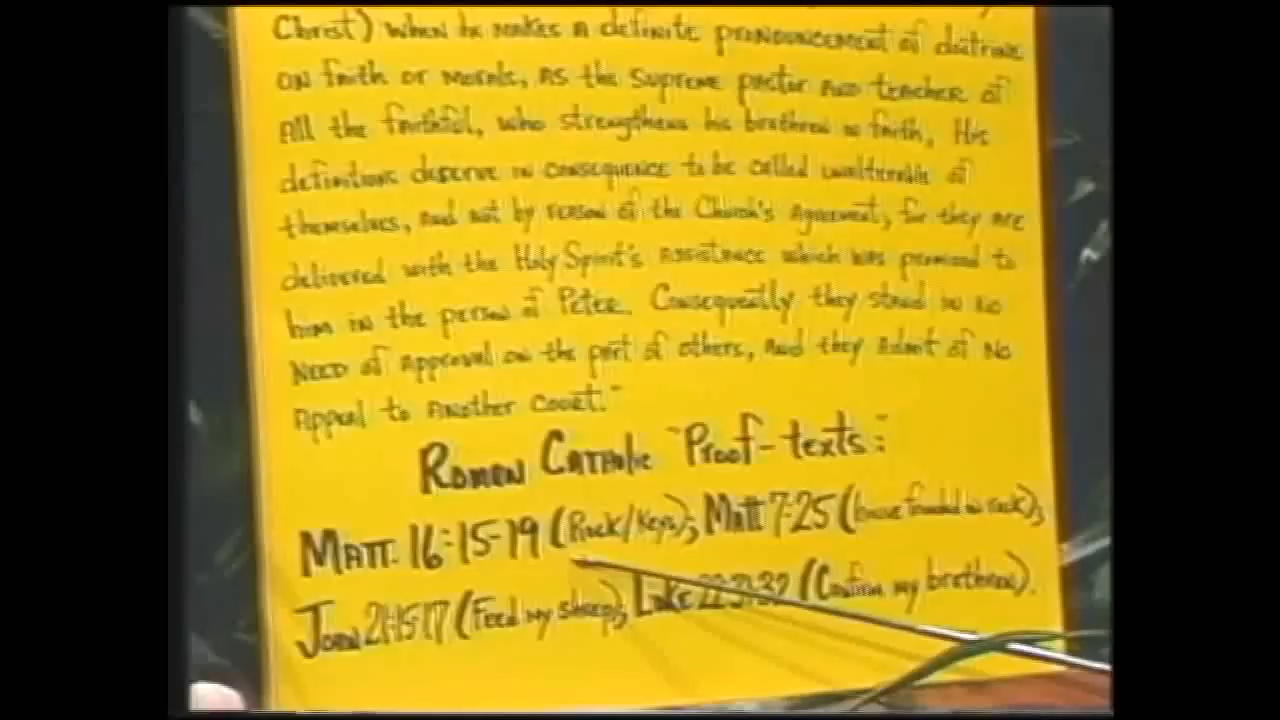 Christ) when he makes a definite pronouncement of doctrine
on faith or morals, as the supreme pastor and teacher of
all the faithful, who strengthens his brethren in faith, His
definitions deserve in consequence to be called unalterable of
themselves, and not by reason of the Church's agreement, for they are
delivered with the Holy Spirit's assistance which was promised to
him in the person of Peter. Consequently they stand in no
need of approval on the part of others, and they admit of no
appeal to another court."
Roman Catholic "Proof-texts:"
Matt. 16:15-19 (Rock/Keys); Matt 7:25 (house founded on rock);
John 21:15-17 (Feed my sheep); Luke 22:31-32 (Confirm my brethren).